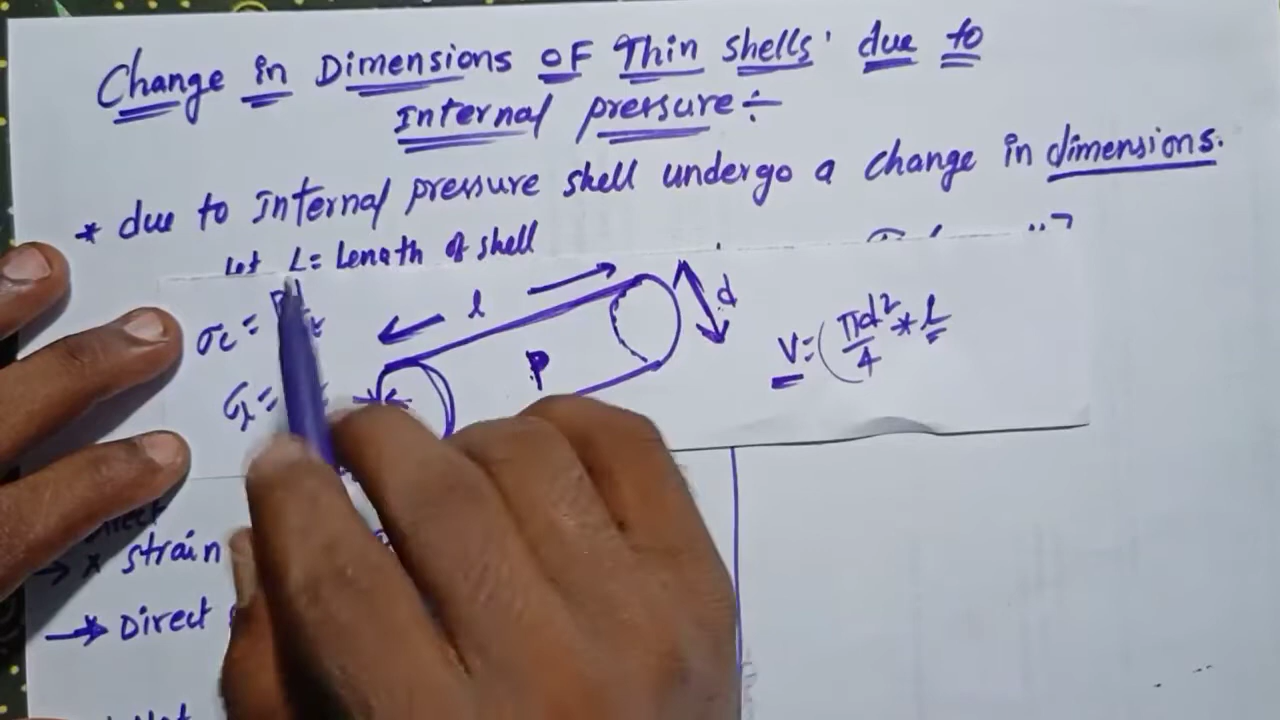 Change in Dimensions OF Thin shells' due to
Internal pressure ÷
* due to Internal pressure shell undergo a change in dimensions.
Let L = Length of shell
σc =
l
d
p
V = (πd²/4 * l
σl =
→ * strain
→ Direct